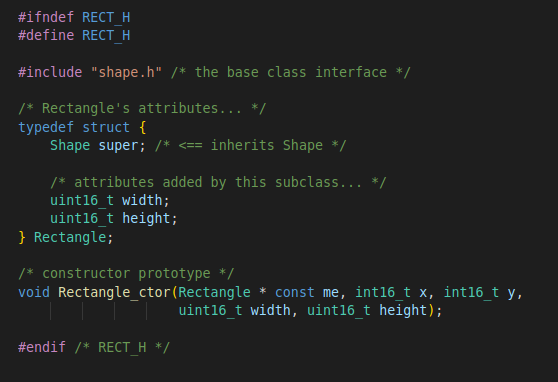 #ifndef RECT_H
#define RECT_H
#include "shape.h" /* the base class interface */
/* Rectangle's attributes... */
typedef struct {
Shape super; /* <== inherits Shape */
/* attributes added by this subclass... */
uint16_t width;
uint16_t height;
} Rectangle;
/* constructor prototype */
void Rectangle_ctor(Rectangle * const me, int16_t x, int16_t y,
uint16_t width, uint16_t height);
#endif /* RECT_H */